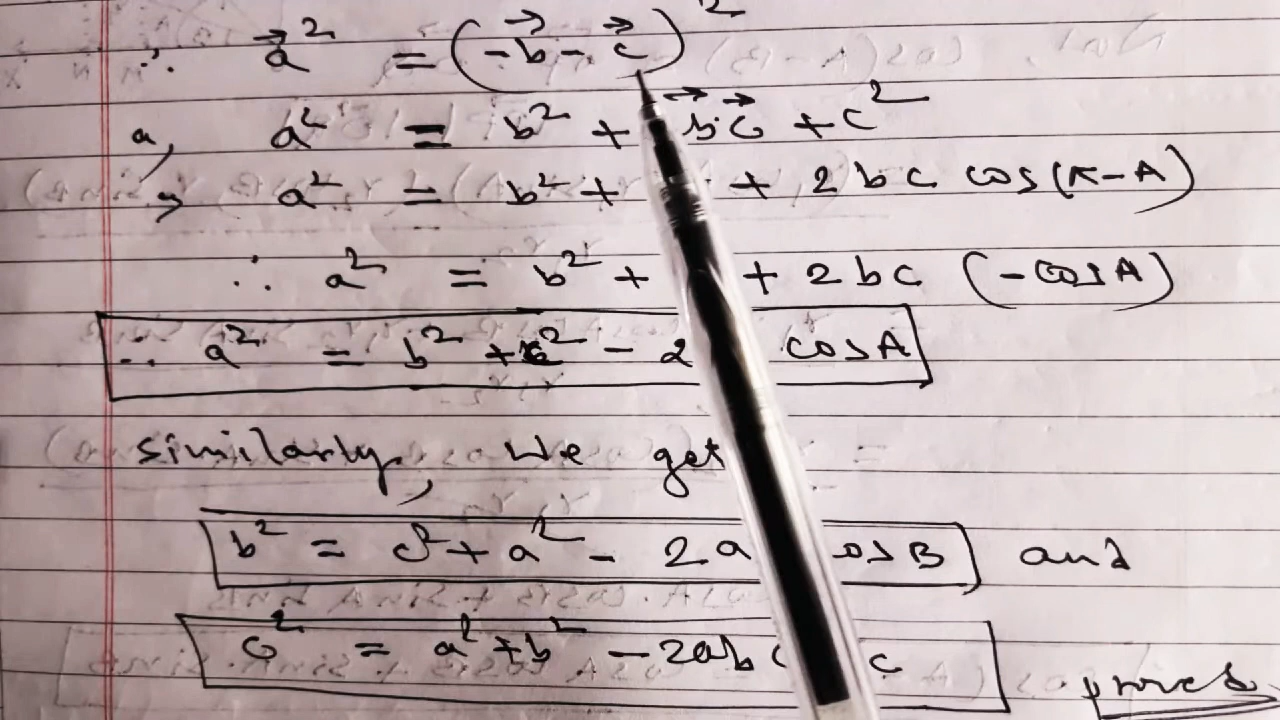 ∴ a⃗² = (-b⃗ - c⃗)²
a, a² = b² + b⃗.c⃗ + c²
a² = b² + + 2bc cos(π-A)
∴ a² = b² + + 2bc (-cosA)
∴ a² = b² + c² - 2 cosA
similarly, we get
b² = c² + a² - 2a cosB and
c² = a² + b² - 2ab c c
proved